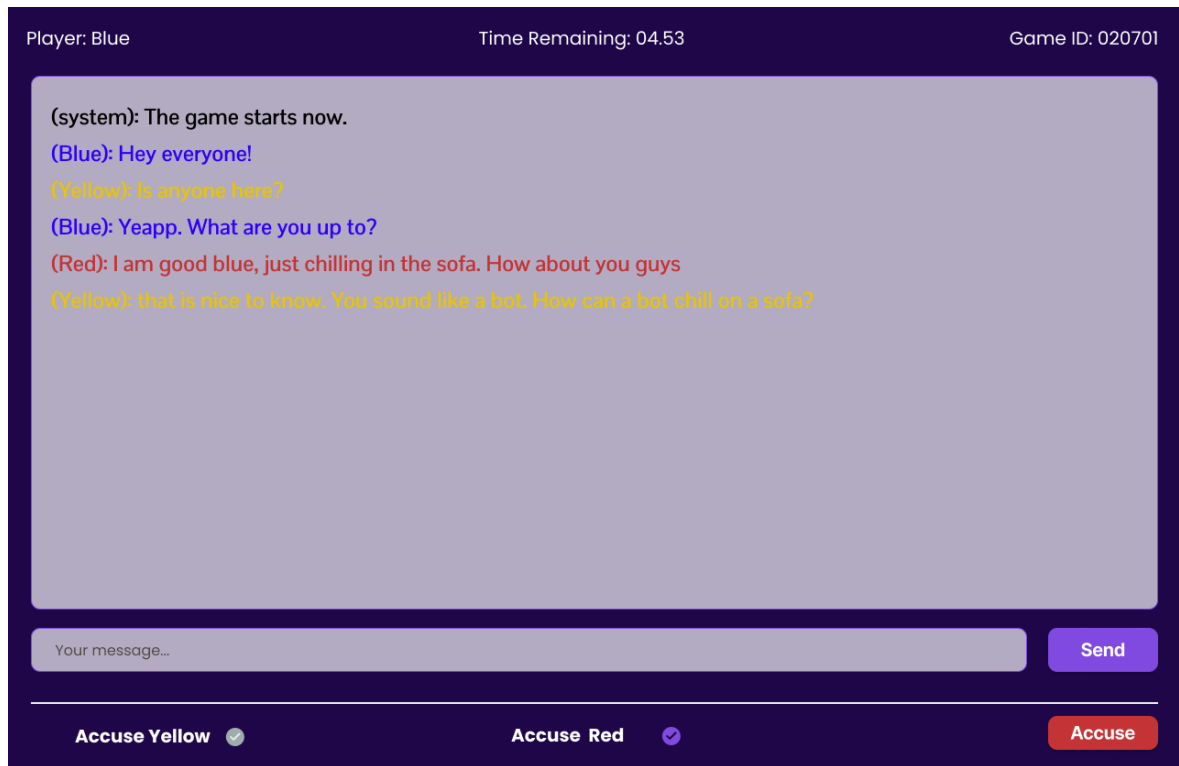 Player: Blue
Time Remaining: 04.53
Game ID: 020701
(system): The game starts now.
(Blue): Hey everyone!
(Yellow): Is anyone here?
(Blue): Yeapp. What are you up to?
(Red): I am good blue, just chilling in the sofa. How about you guys
(Yellow): that is nice to know. You sound like a bot. How can a bot chill on a sofa?
Your message...
Send
Accuse Yellow
Accuse Red
Accuse